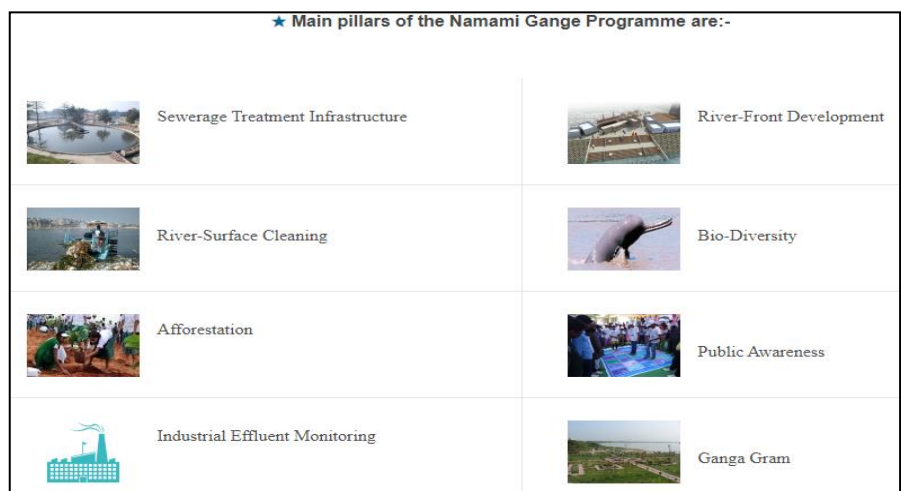 ★ Main pillars of the Namami Gange Programme are:-
Sewerage Treatment Infrastructure
River-Front Development
River-Surface Cleaning
Bio-Diversity
Afforestation
Public Awareness
Industrial Effluent Monitoring
Ganga Gram